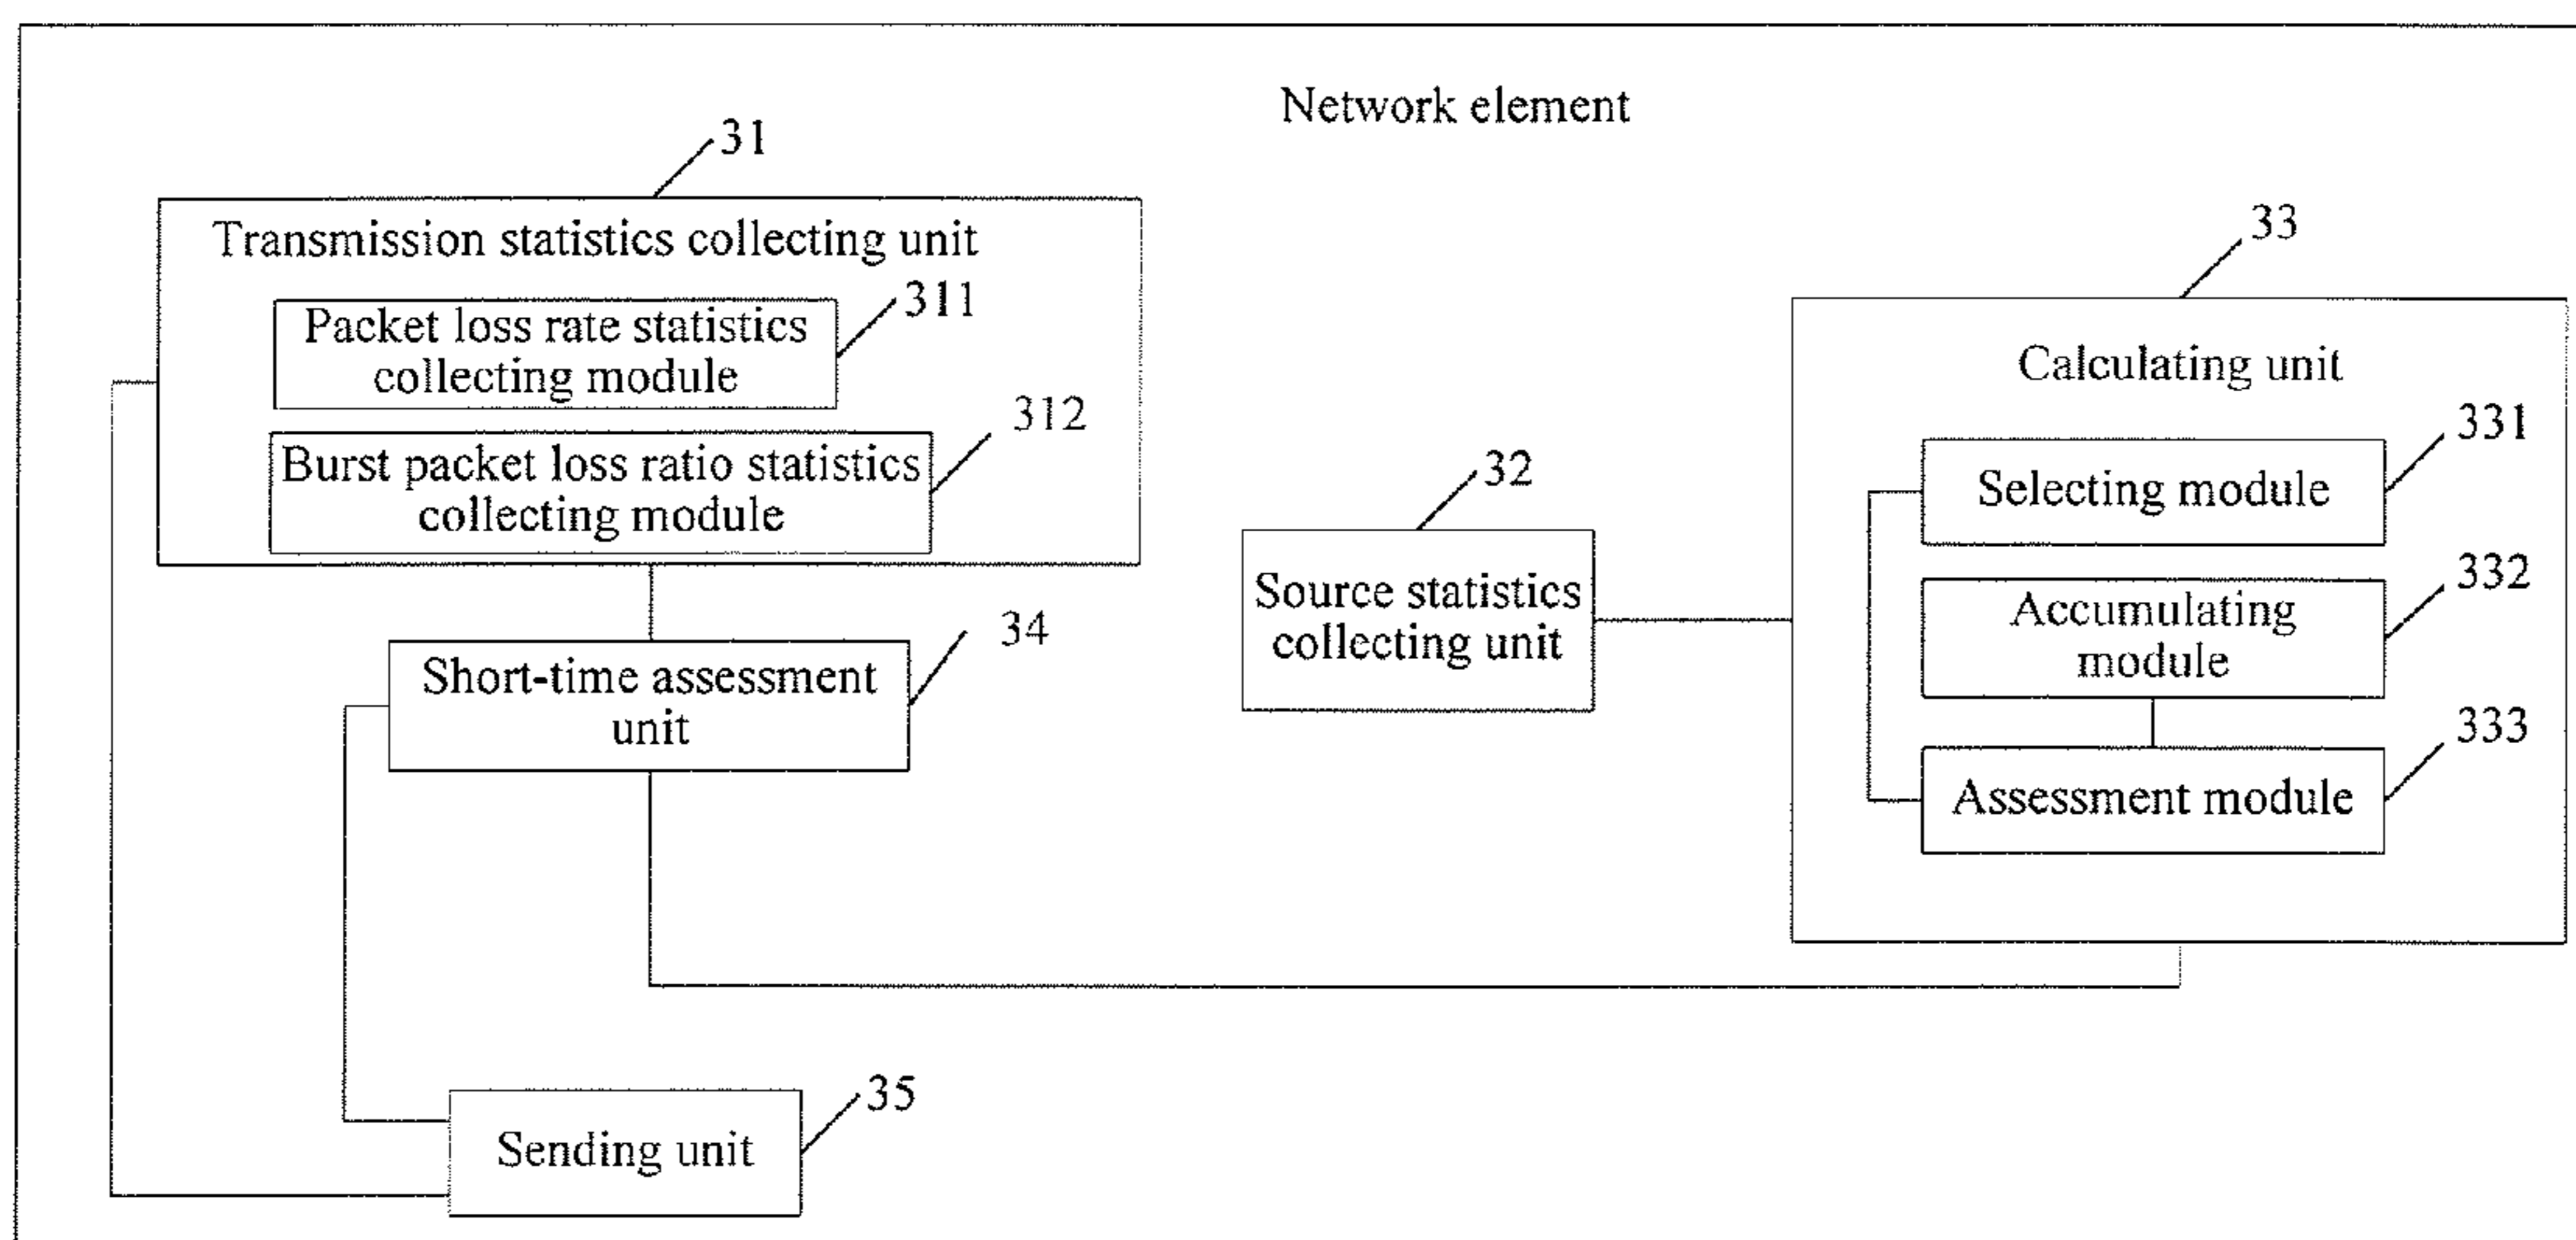 Network element
31
Transmission statistics collecting unit
311
Packet loss rate statistics
collecting module
312
Burst packet loss ratio statistics
collecting module
34
Short-time assessment
unit
35
Sending unit
32
Source statistics
collecting unit
33
Calculating unit
331
Selecting module
332
Accumulating
module
333
Assessment module